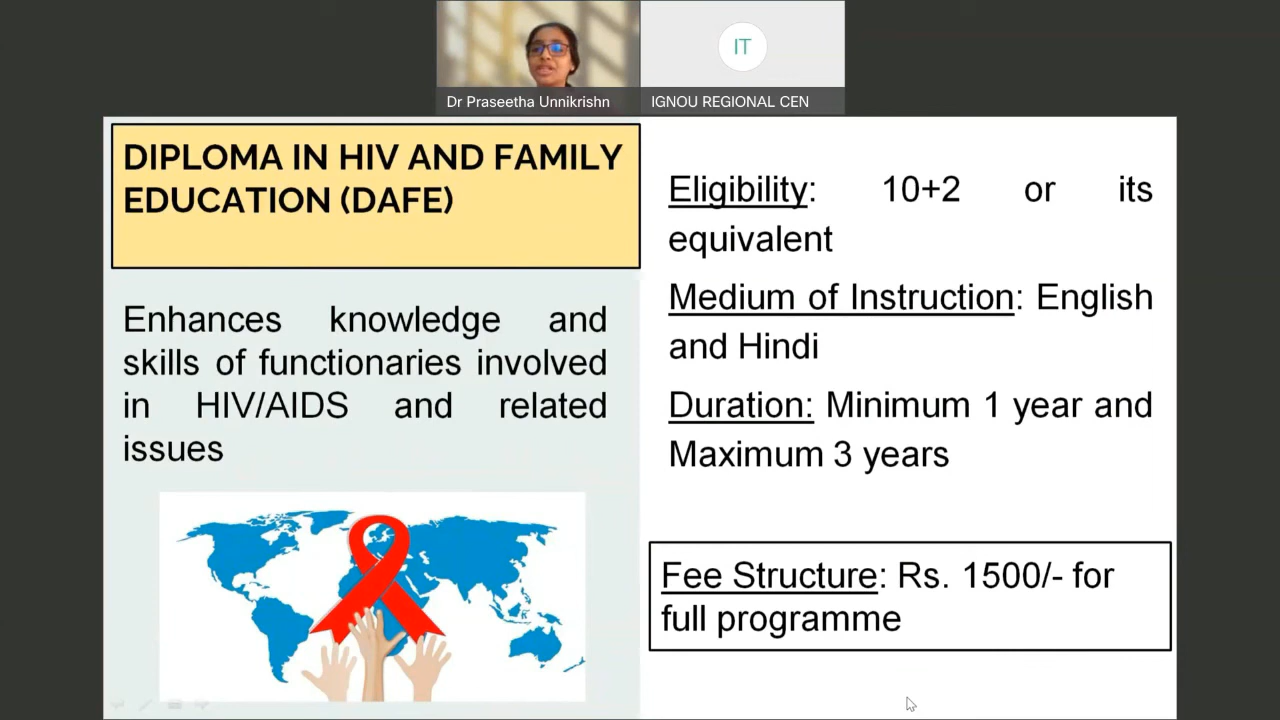 IT
Dr Praseetha Unnikrishn
IGNOU REGIONAL CEN
DIPLOMA IN HIV AND FAMILY
EDUCATION (DAFE)
Enhances knowledge and
skills of functionaries involved
in HIV/AIDS and related
issues
Eligibility: 10+2 or its
equivalent
Medium of Instruction: English
and Hindi
Duration: Minimum 1 year and
Maximum 3 years
Fee Structure: Rs. 1500/- for
full programme